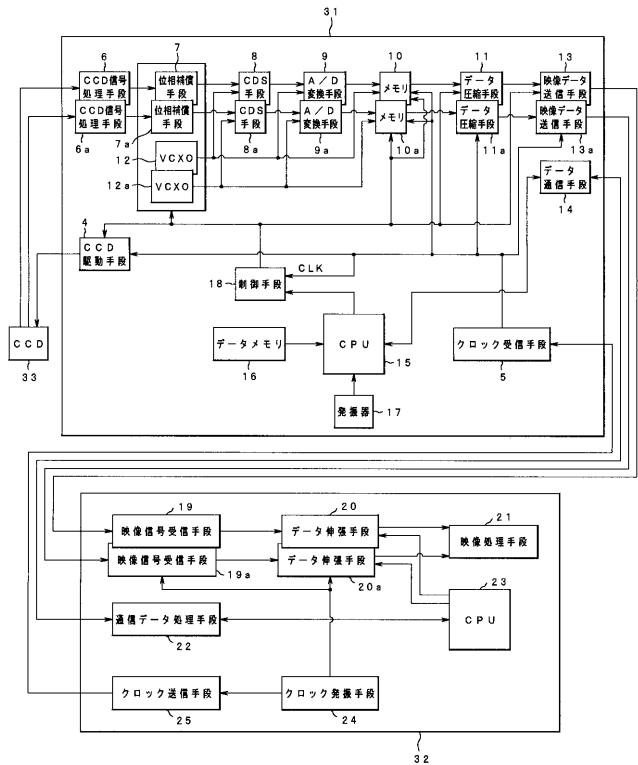 31
6 7 8 9 10 11 13
CCD信号処理手段 位相補償手段 CDS手段 A/D変換手段 メモリ データ圧縮手段 映像データ送信手段
CCD信号処理手段 位相補償手段 CDS手段 A/D変換手段 メモリ データ圧縮手段 映像データ送信手段
6a 7a 8a 9a 10a 11a 13a
12 VCXO
12a VCXO
データ通信手段
14
4
CCD駆動手段
CLK
18 制御手段
CCD
33
データメモリ
16
CPU
15
クロック受信手段
5
発振器 17
19 20 21
映像信号受信手段 データ伸張手段 映像処理手段
映像信号受信手段 データ伸張手段
19a 20a 23
通信データ処理手段 CPU
22
クロック送信手段 クロック発振手段
25 24
32